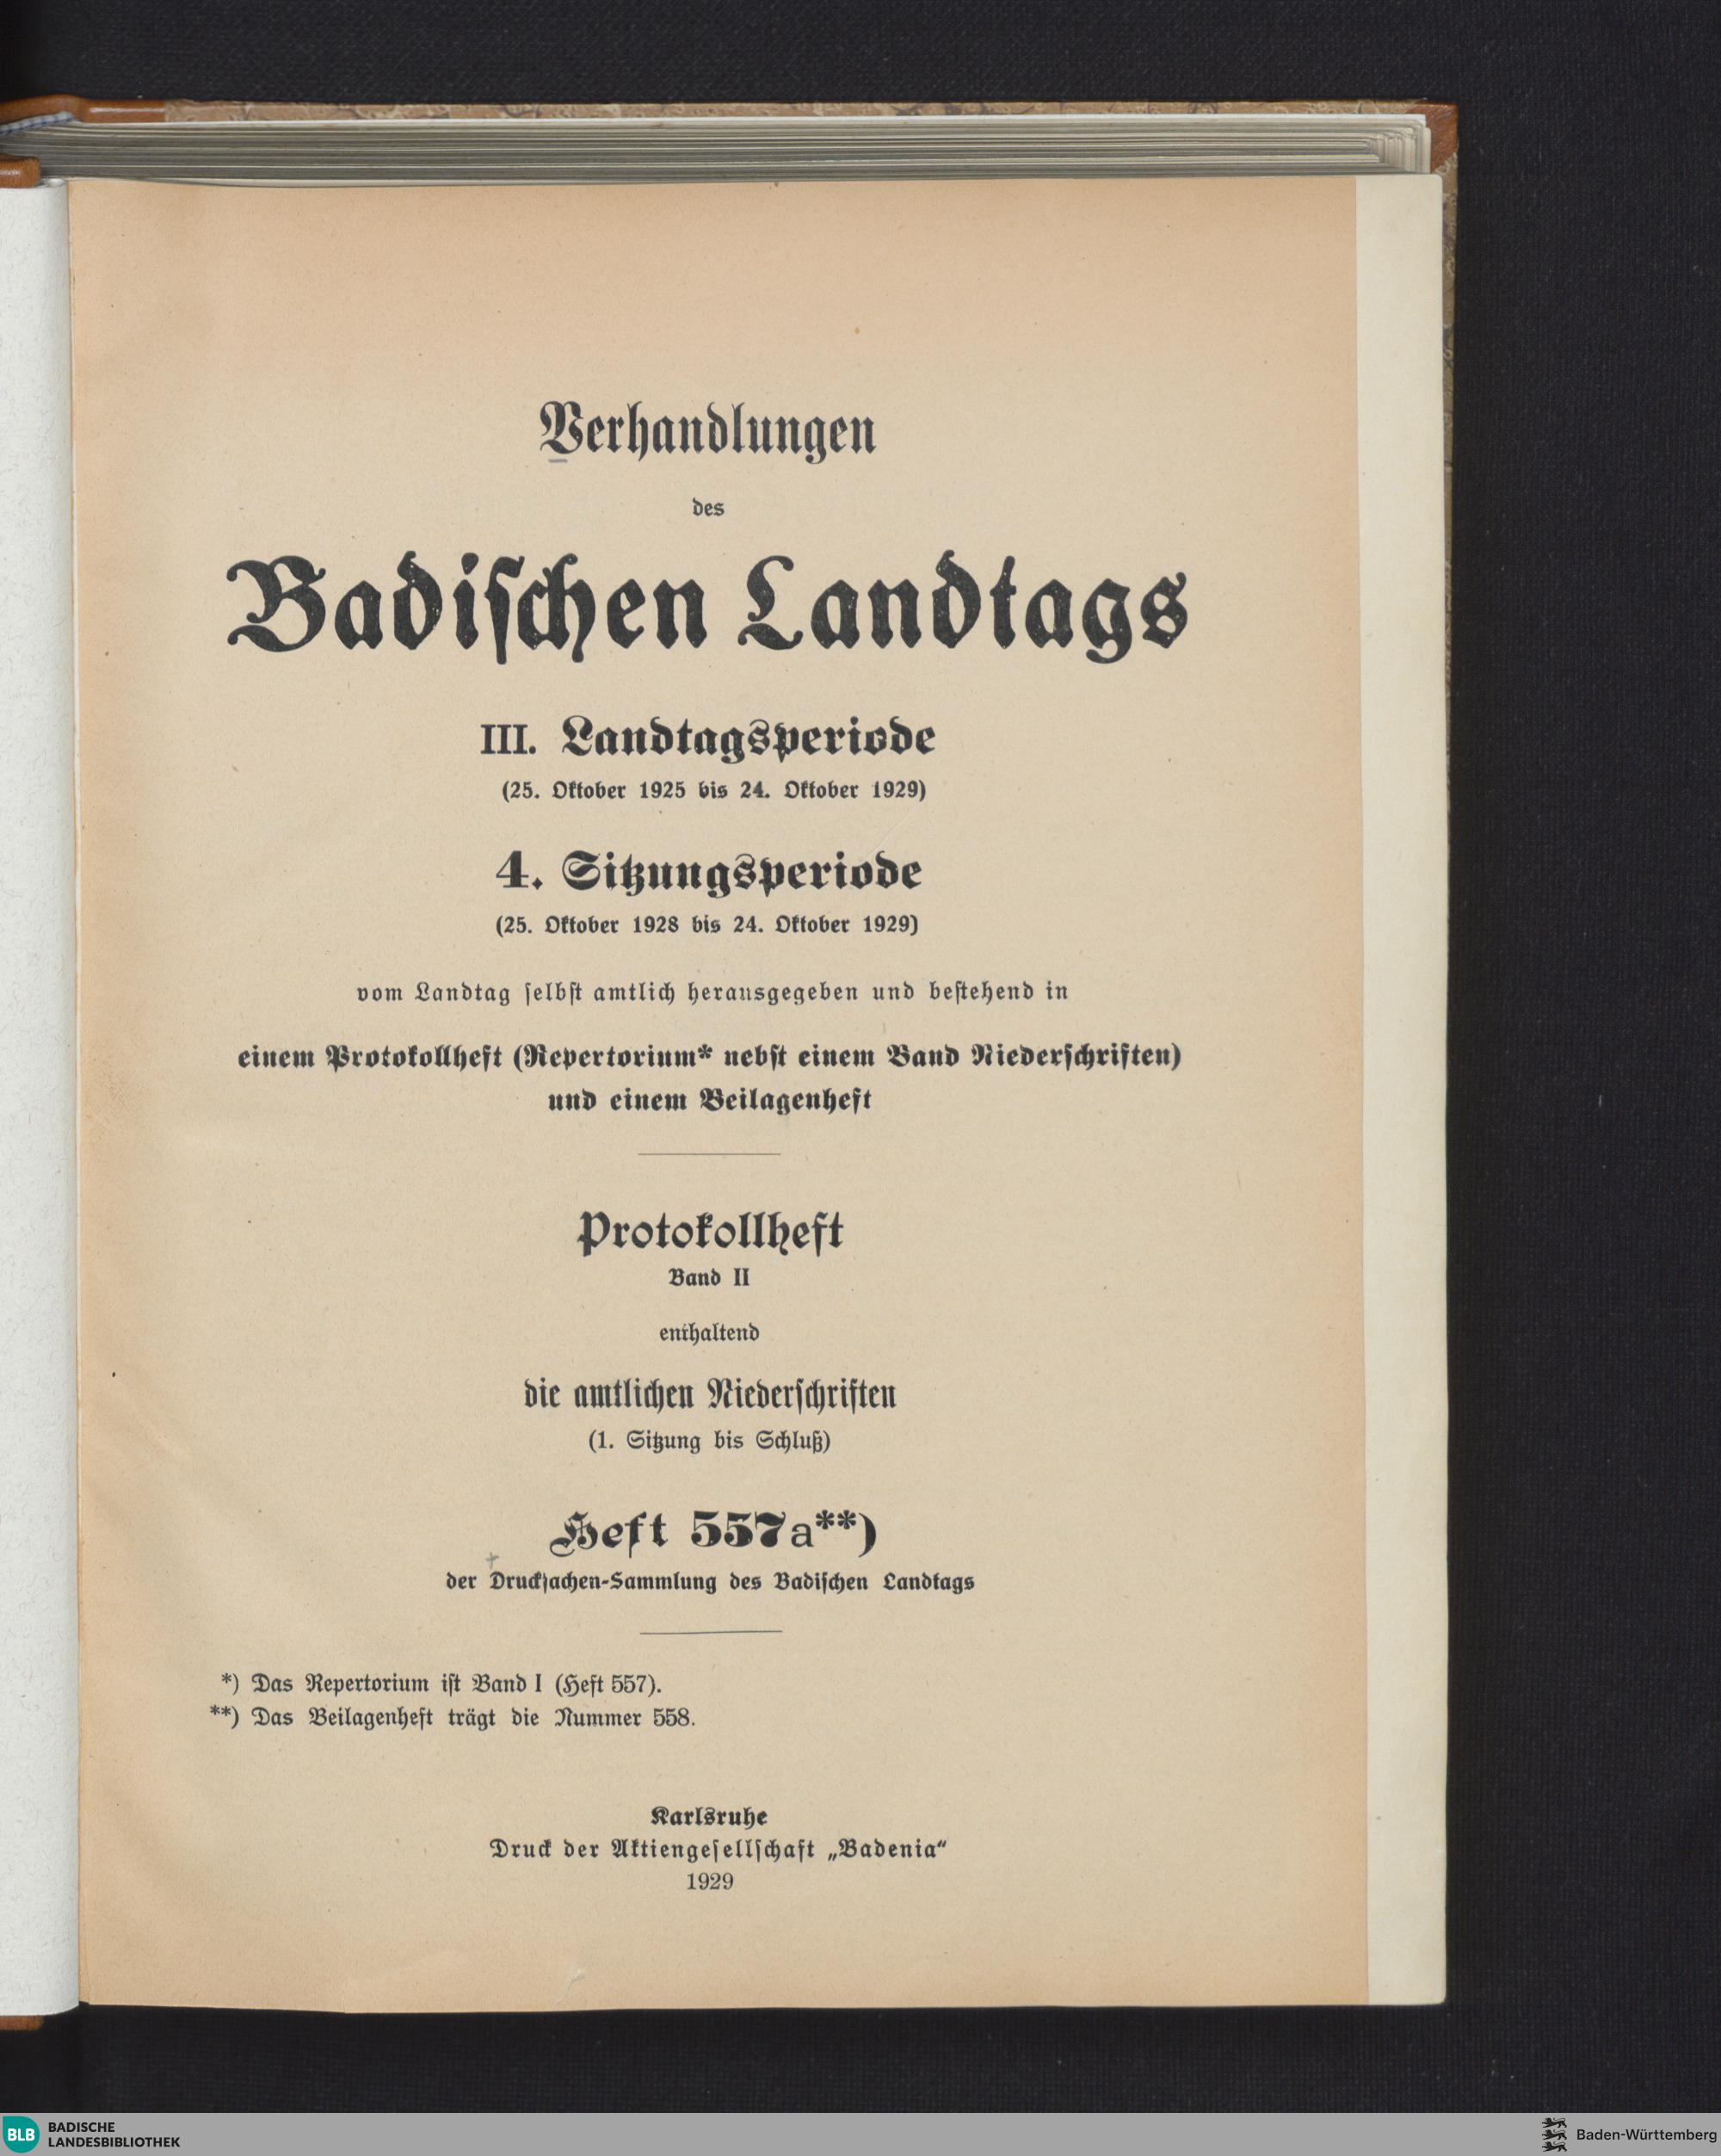 Verhandlungen
des
Badiſchen Landtags
III. Landtagsperiode
(25. Oktober 1925 bis 24. Oktober 1929)
4. Sitzungsperiode
(25. Oktober 1928 bis 24. Oktober 1929)
vom Landtag ſelbſt amtlich herausgegeben und beſtehend in
einem Protokollheft (Repertorium* nebſt einem Band Niederſchriften)
und einem Beilagenheft
Protokollheft
Band II
enthaltend
die amtlichen Niederſchriften
(1. Sitzung bis Schluß)
Heft 557a**)
der Druckſachen-Sammlung des Badiſchen Landtags
*) Das Repertorium iſt Band I (Heft 557).
**) Das Beilagenheft trägt die Nummer 558.
Karlsruhe
Druck der Aktiengeſellſchaft „Badenia“
1929
BLB BADISCHE
LANDESBIBLIOTHEK
Baden-Württemberg